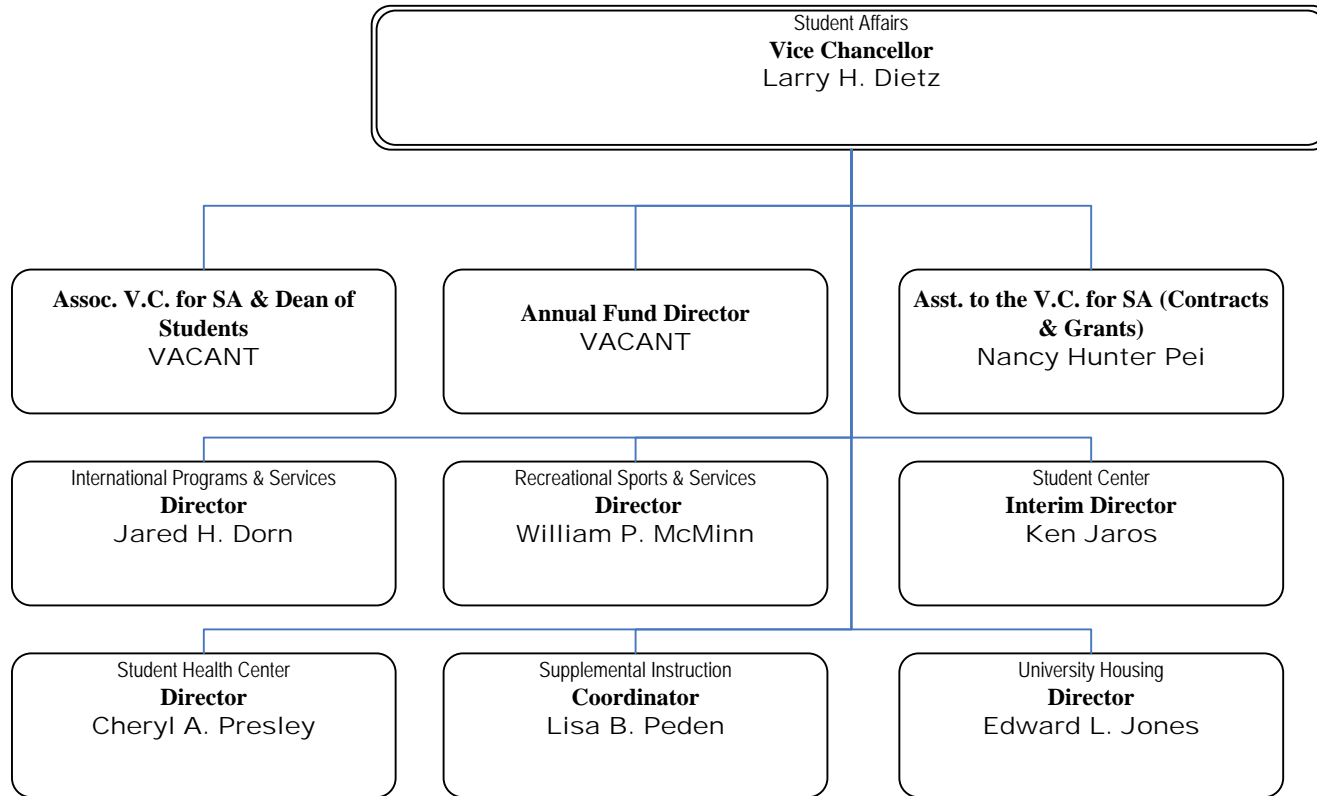 Student Affairs
Vice Chancellor
Larry H. Dietz
Assoc. V.C. for SA & Dean of
Students
VACANT
Annual Fund Director
VACANT
Asst. to the V.C. for SA (Contracts
& Grants)
Nancy Hunter Pei
International Programs & Services
Director
Jared H. Dorn
Recreational Sports & Services
Director
William P. McMinn
Student Center
Interim Director
Ken Jaros
Student Health Center
Director
Cheryl A. Presley
Supplemental Instruction
Coordinator
Lisa B. Peden
University Housing
Director
Edward L. Jones